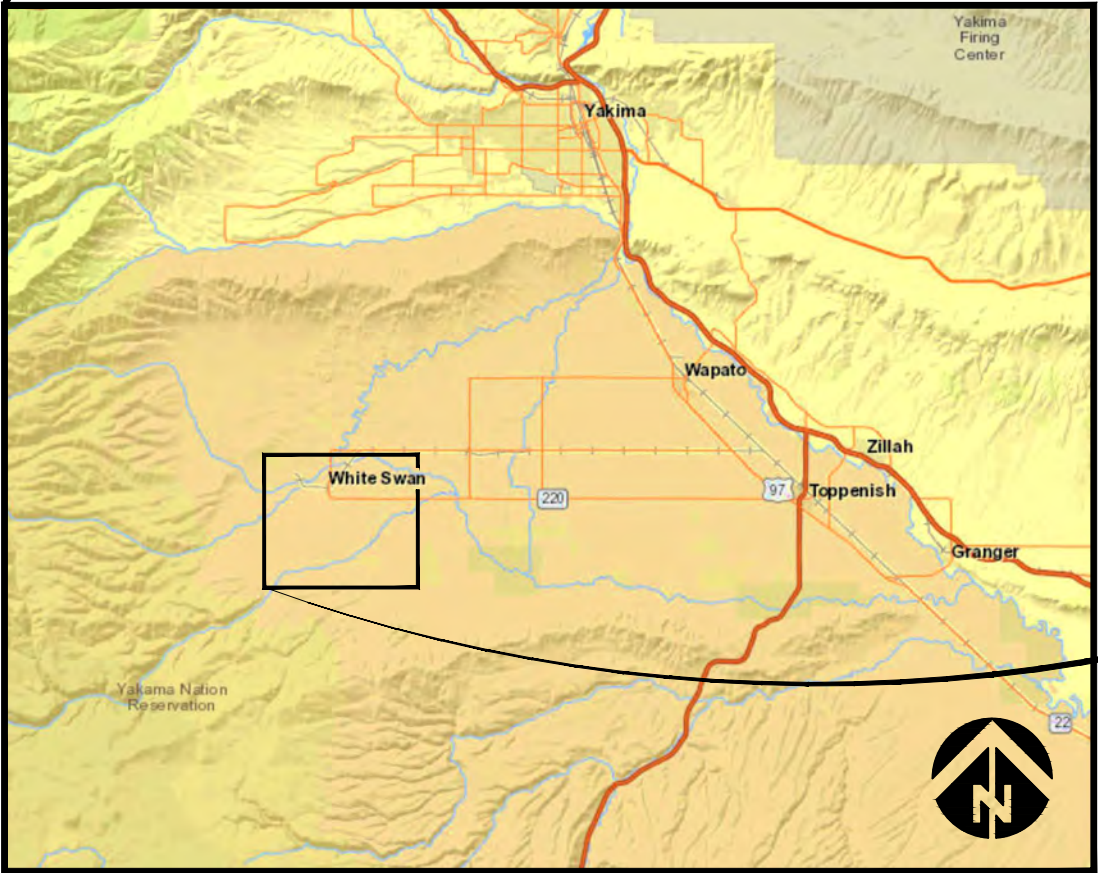 Yakima
Firing
Center
Yakima
Wapato
Zillah
White Swan
97
Toppenish
220
Granger
Yakama Nation
Reservation
22
N